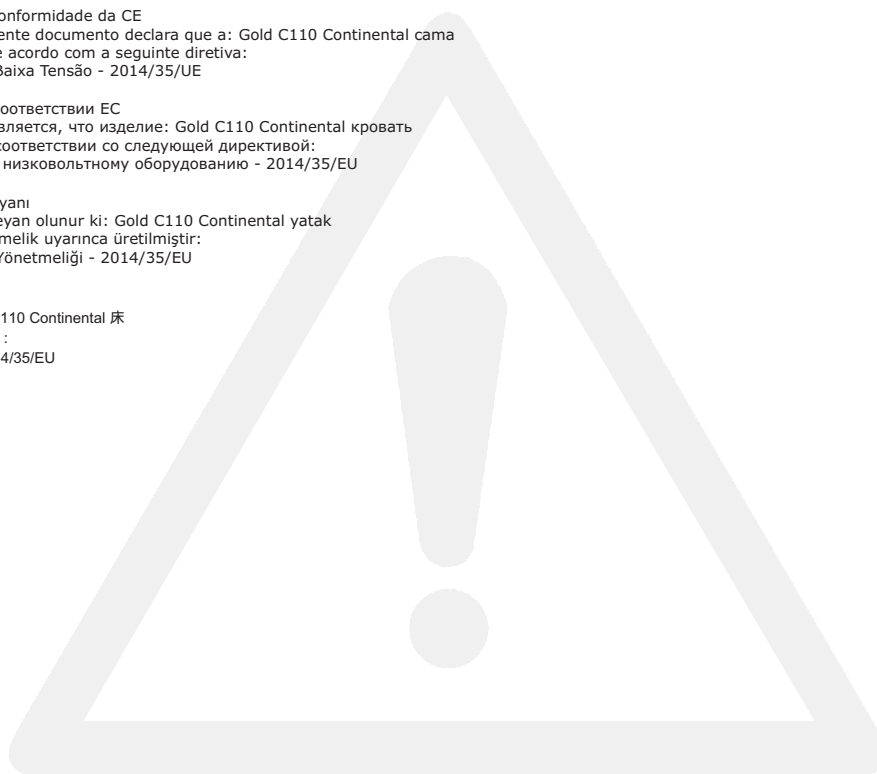 onformidade da CE
ente documento declara que a: Gold C110 Continental cama
e acordo com a seguinte diretiva:
Baixa Tensão - 2014/35/UE
оответствии ЕС
вляется, что изделие: Gold C110 Continental кровать
соответствии со следующей директивой:
низковольтному оборудованию - 2014/35/EU
yanı
eyan olunur ki: Gold C110 Continental yatak
melik uyarınca üretilmiştir:
Yönetmeliği - 2014/35/EU
110 Continental 床
:
4/35/EU